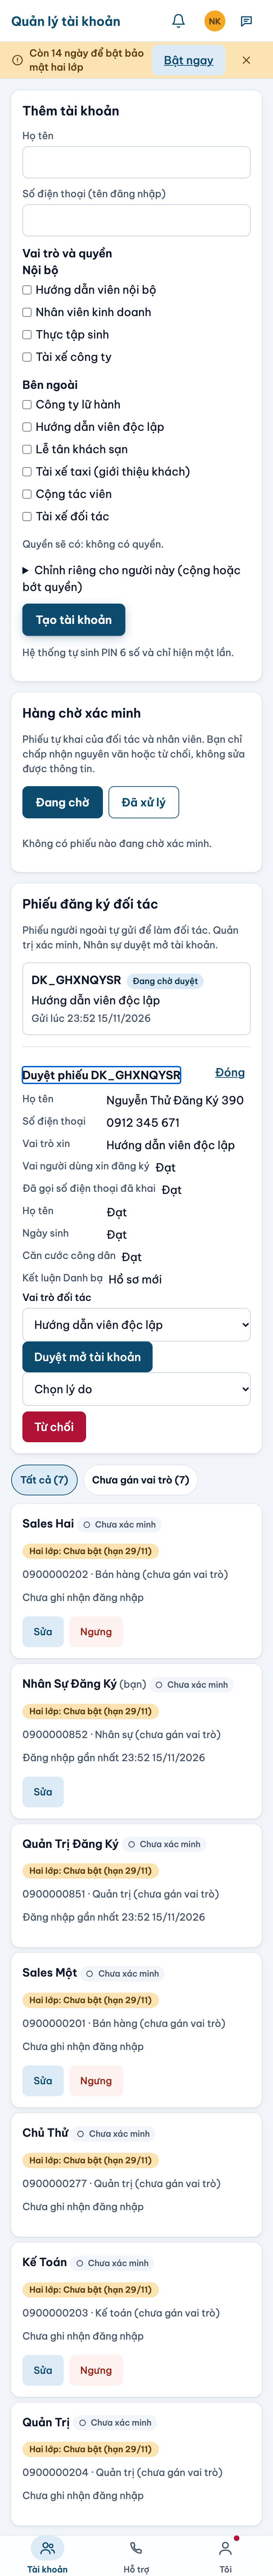 Quản lý tài khoản
NK
Còn 14 ngày để bật bảo
mật hai lớp
Bật ngay
Thêm tài khoản
Họ tên
Số điện thoại (tên đăng nhập)
Vai trò và quyền
Nội bộ
Hướng dẫn viên nội bộ
Nhân viên kinh doanh
Thực tập sinh
Tài xế công ty
Bên ngoài
Công ty lữ hành
Hướng dẫn viên độc lập
Lễ tân khách sạn
Tài xế taxi (giới thiệu khách)
Cộng tác viên
Tài xế đối tác
Quyền sẽ có: không có quyền.
Chỉnh riêng cho người này (cộng hoặc
bớt quyền)
Tạo tài khoản
Hệ thống tự sinh PIN 6 số và chỉ hiện một lần.
Hàng chờ xác minh
Phiếu tự khai của đối tác và nhân viên. Bạn chỉ
chấp nhận nguyên văn hoặc từ chối, không sửa
được thông tin.
Đang chờ
Đã xử lý
Không có phiếu nào đang chờ xác minh.
Phiếu đăng ký đối tác
Phiếu người ngoài tự gửi để làm đối tác. Quản
trị xác minh, Nhân sự duyệt mở tài khoản.
DK_GHXNQYSR Đang chờ duyệt
Hướng dẫn viên độc lập
Gửi lúc 23:52 15/11/2026
Duyệt phiếu DK_GHXNQYSR
Đóng
Họ tên Nguyễn Thử Đăng Ký 390
Số điện thoại 0912 345 671
Vai trò xin Hướng dẫn viên độc lập
Vai người dùng xin đăng ký Đạt
Đã gọi số điện thoại đã khai Đạt
Họ tên Đạt
Ngày sinh Đạt
Căn cước công dân Đạt
Kết luận Danh bạ Hồ sơ mới
Vai trò đối tác
Hướng dẫn viên độc lập
Duyệt mở tài khoản
Chọn lý do
Từ chối
Tất cả (7)
Chưa gán vai trò (7)
Sales Hai Chưa xác minh
Hai lớp: Chưa bật (hạn 29/11)
0900000202 · Bán hàng (chưa gán vai trò)
Chưa ghi nhận đăng nhập
Sửa
Ngưng
Nhân Sự Đăng Ký (bạn) Chưa xác minh
Hai lớp: Chưa bật (hạn 29/11)
0900000852 · Nhân sự (chưa gán vai trò)
Đăng nhập gần nhất 23:52 15/11/2026
Sửa
Quản Trị Đăng Ký Chưa xác minh
Hai lớp: Chưa bật (hạn 29/11)
0900000851 · Quản trị (chưa gán vai trò)
Đăng nhập gần nhất 23:52 15/11/2026
Sales Một Chưa xác minh
Hai lớp: Chưa bật (hạn 29/11)
0900000201 · Bán hàng (chưa gán vai trò)
Chưa ghi nhận đăng nhập
Sửa
Ngưng
Chủ Thử Chưa xác minh
Hai lớp: Chưa bật (hạn 29/11)
0900000277 · Quản trị (chưa gán vai trò)
Chưa ghi nhận đăng nhập
Kế Toán Chưa xác minh
Hai lớp: Chưa bật (hạn 29/11)
0900000203 · Kế toán (chưa gán vai trò)
Chưa ghi nhận đăng nhập
Sửa
Ngưng
Quản Trị Chưa xác minh
Hai lớp: Chưa bật (hạn 29/11)
0900000204 · Quản trị (chưa gán vai trò)
Chưa ghi nhận đăng nhập
Tài khoản
Hỗ trợ
Tôi